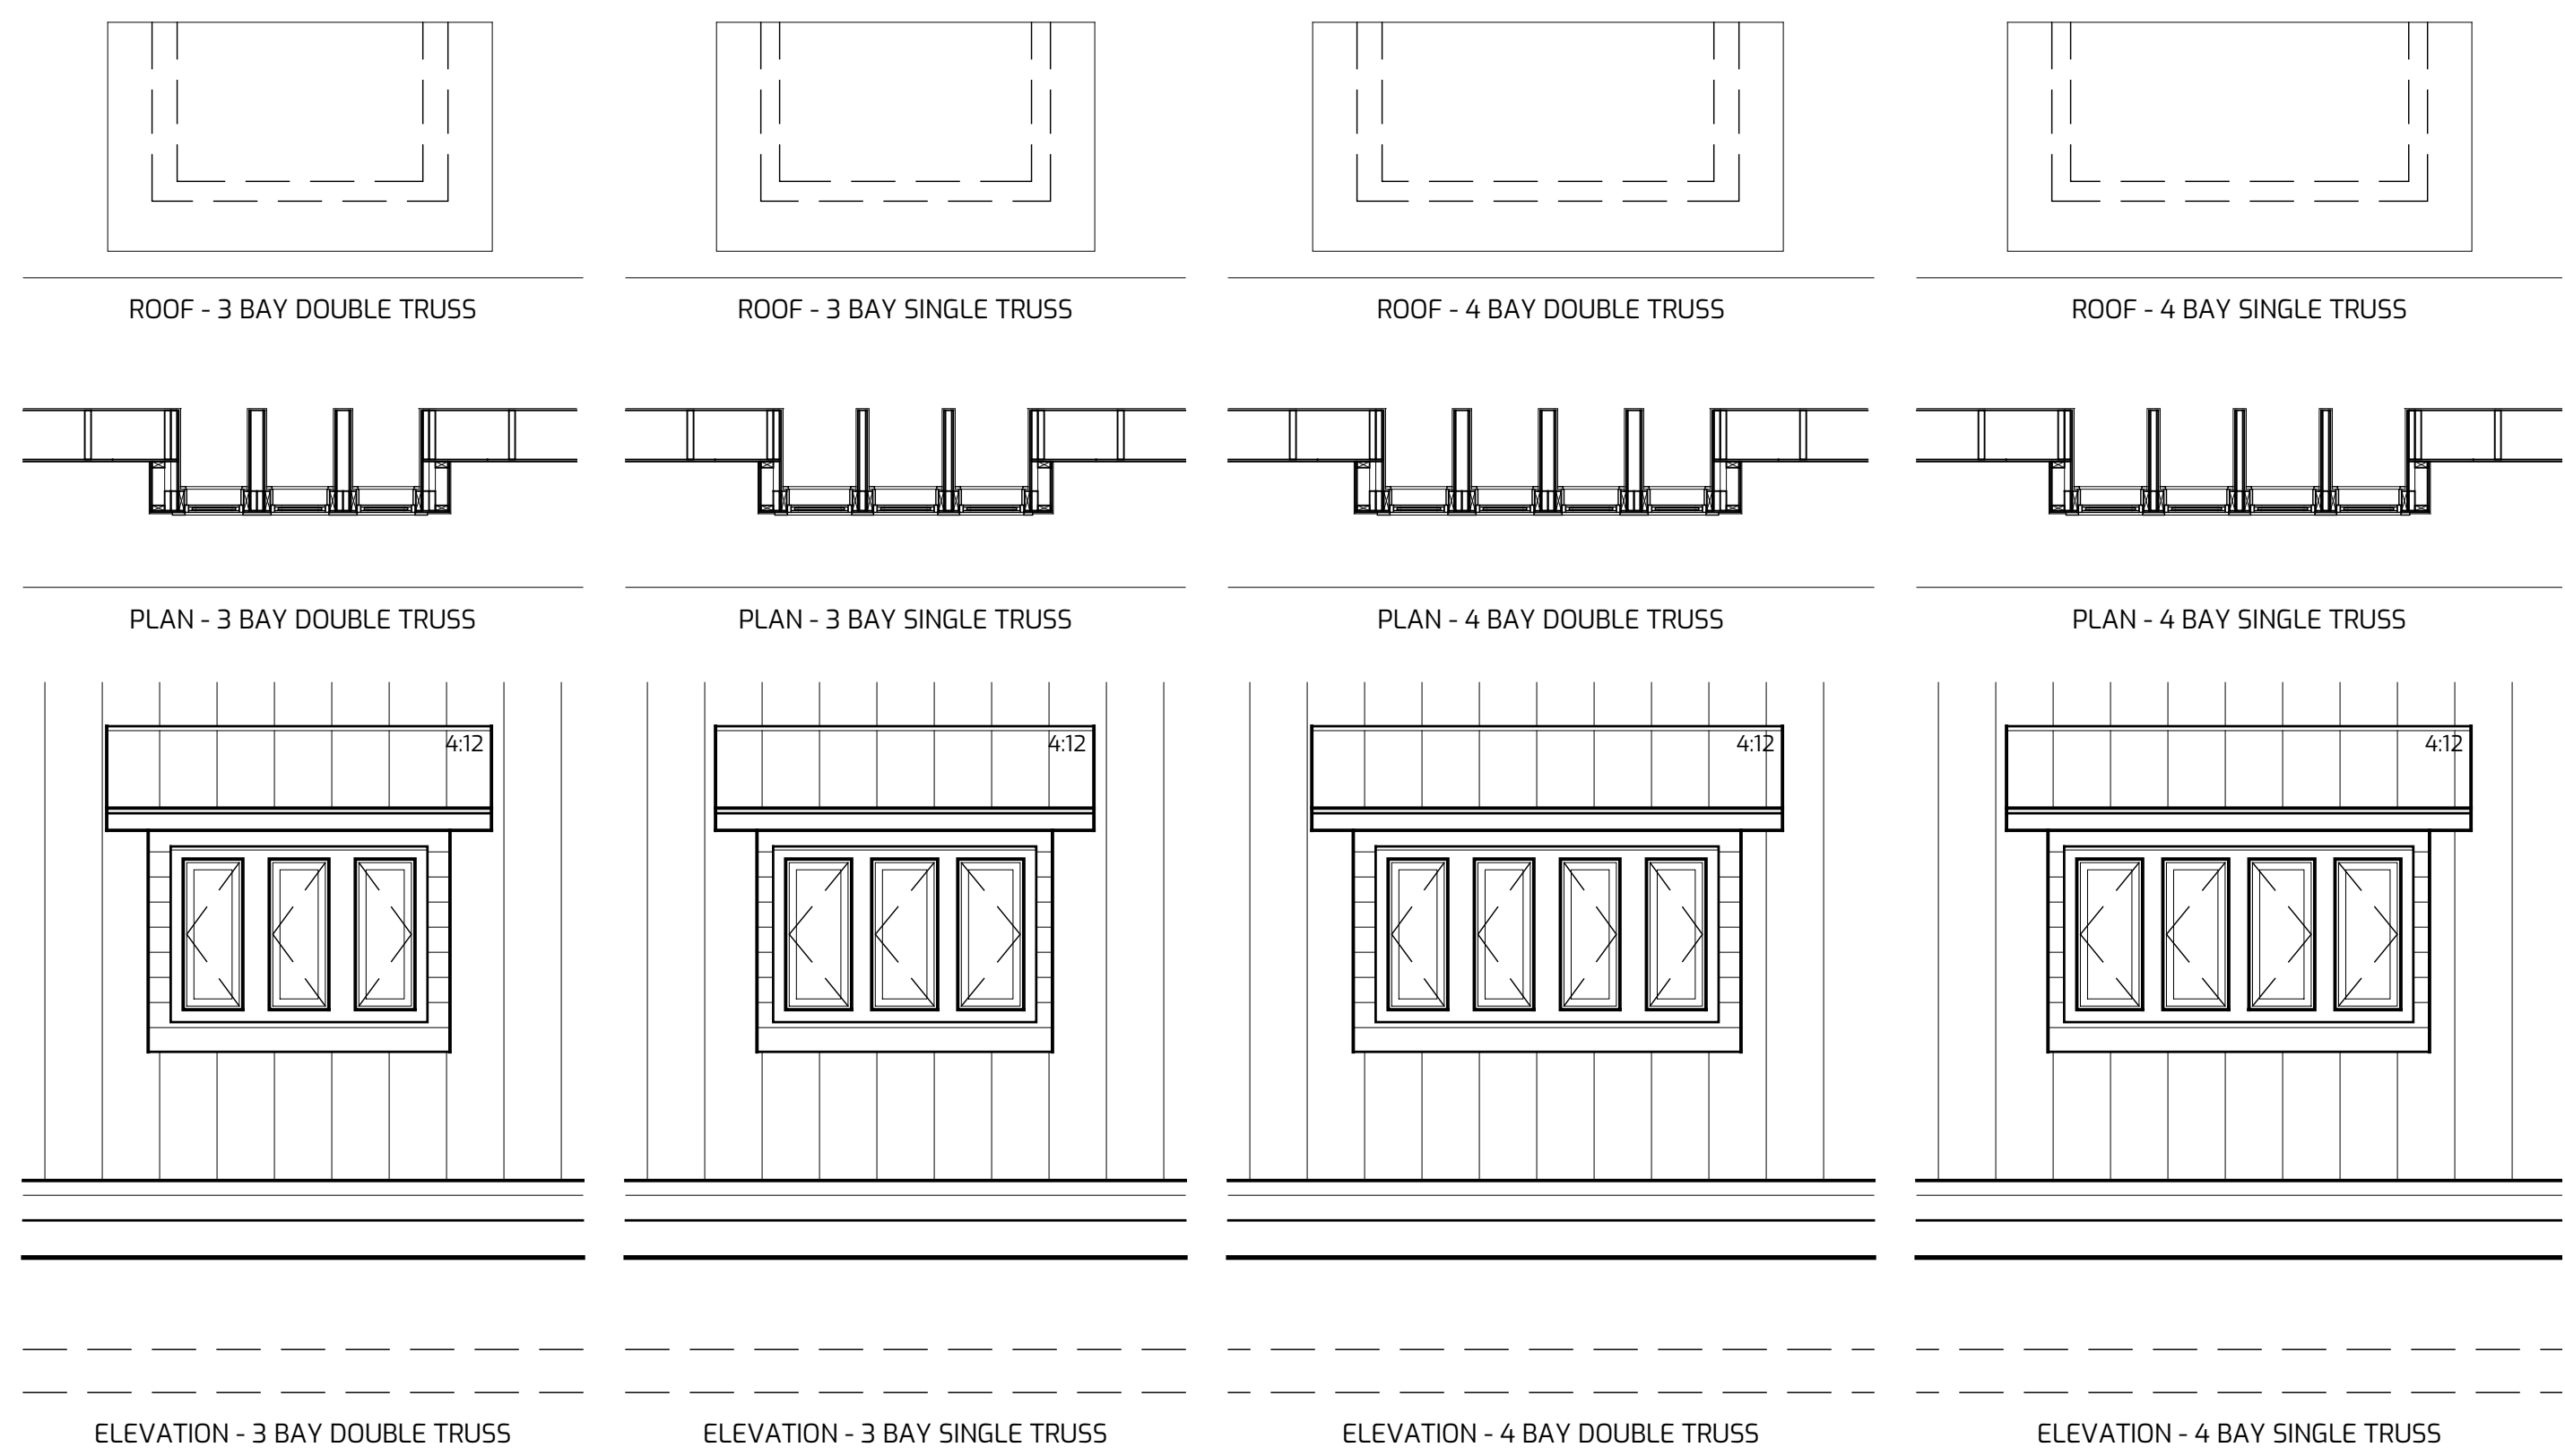 ROOF - 3 BAY DOUBLE TRUSS
ROOF - 3 BAY SINGLE TRUSS
ROOF - 4 BAY DOUBLE TRUSS
ROOF - 4 BAY SINGLE TRUSS
PLAN - 3 BAY DOUBLE TRUSS
PLAN - 3 BAY SINGLE TRUSS
PLAN - 4 BAY DOUBLE TRUSS
PLAN - 4 BAY SINGLE TRUSS
4:12
4:12
4:12
4:12
ELEVATION - 3 BAY DOUBLE TRUSS
ELEVATION - 3 BAY SINGLE TRUSS
ELEVATION - 4 BAY DOUBLE TRUSS
ELEVATION - 4 BAY SINGLE TRUSS